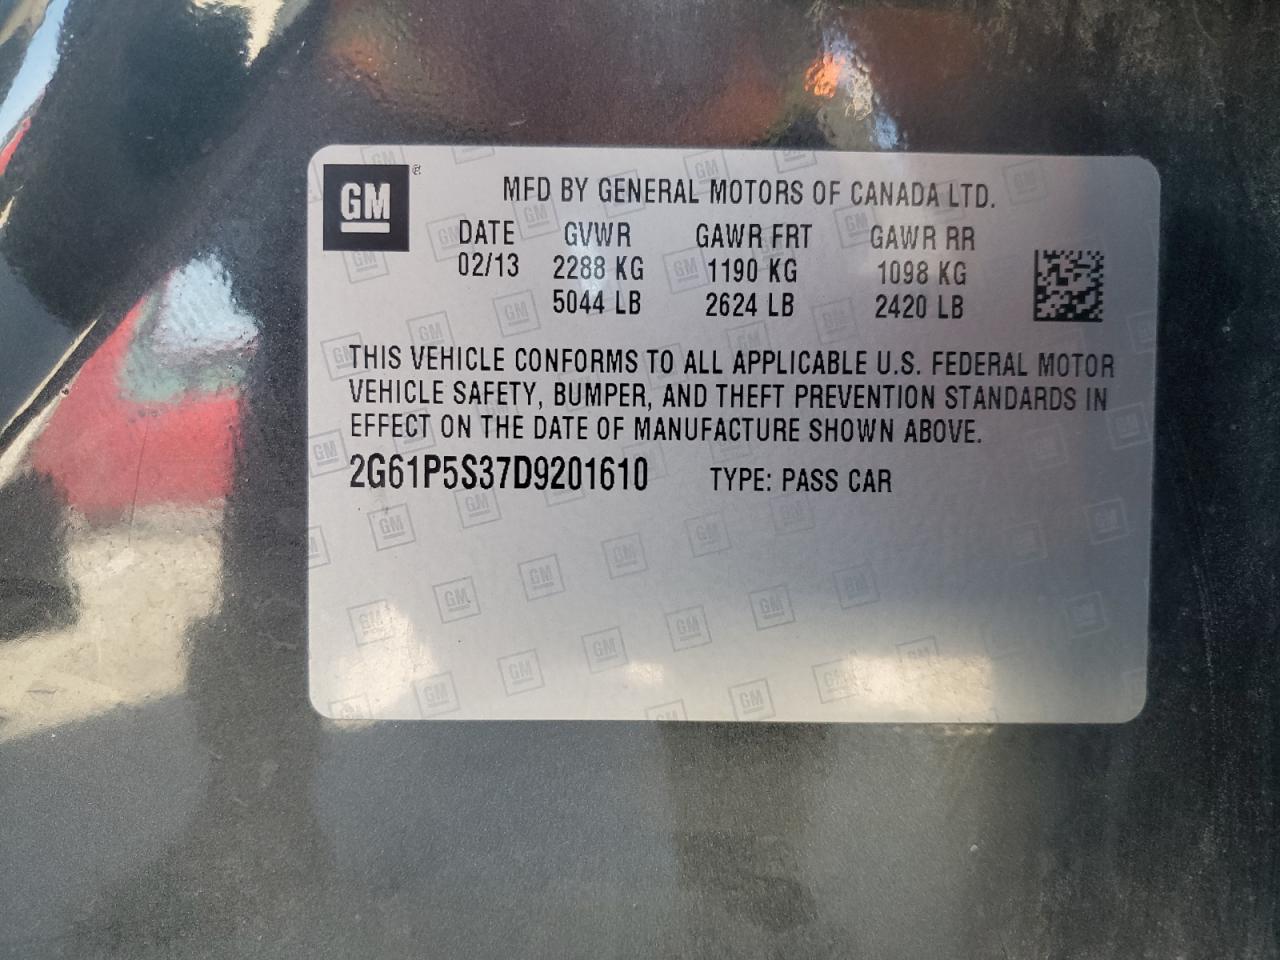 GM ®
MFD BY GENERAL MOTORS OF CANADA LTD.
DATE GVWR GAWR FRT GAWR RR
02/13 2288 KG 1190 KG 1098 KG
5044 LB 2624 LB 2420 LB
THIS VEHICLE CONFORMS TO ALL APPLICABLE U.S. FEDERAL MOTOR
VEHICLE SAFETY, BUMPER, AND THEFT PREVENTION STANDARDS IN
EFFECT ON THE DATE OF MANUFACTURE SHOWN ABOVE.
2G61P5S37D9201610 TYPE: PASS CAR